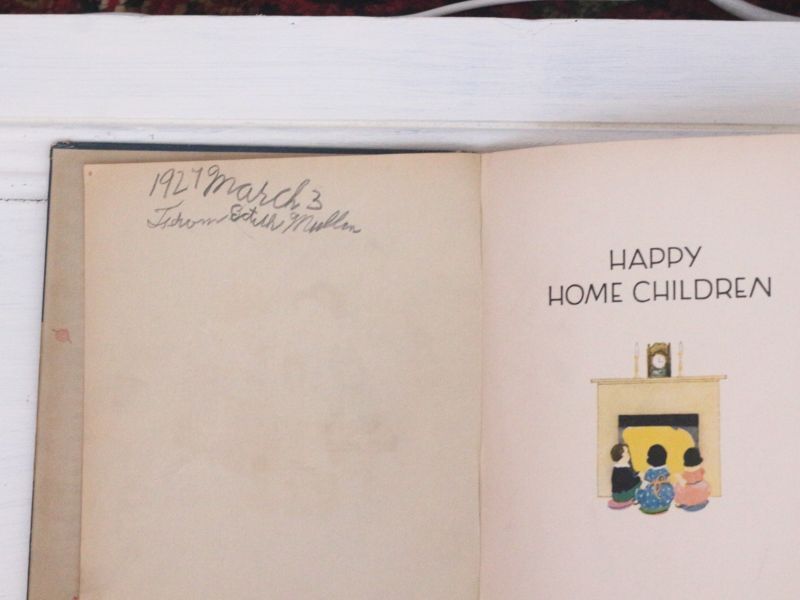 1927 March 3
From Edith Mullen
HAPPY
HOME CHILDREN